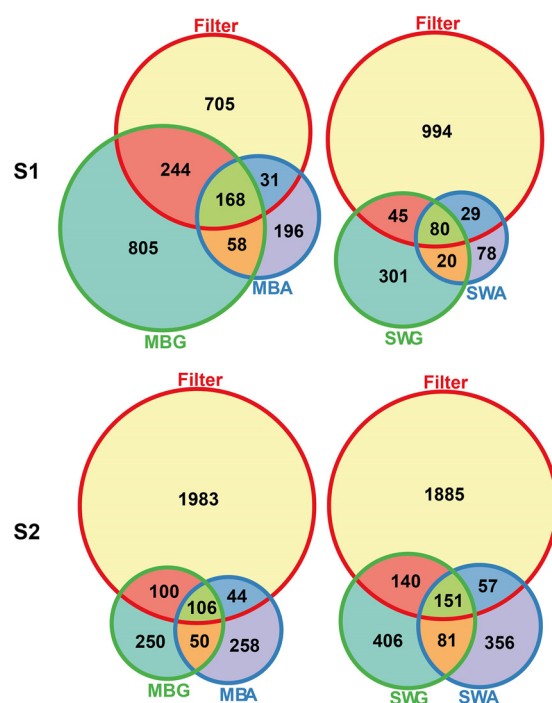 Filter Filter
705 994
S1
244 31 45 29
168 80
805 58 196 301 20 78
MBG MBA SWG SWA
Filter Filter
1983 1885
S2
100 44 140 57
106 151
250 50 258 406 81 356
MBG MBA SWG SWA